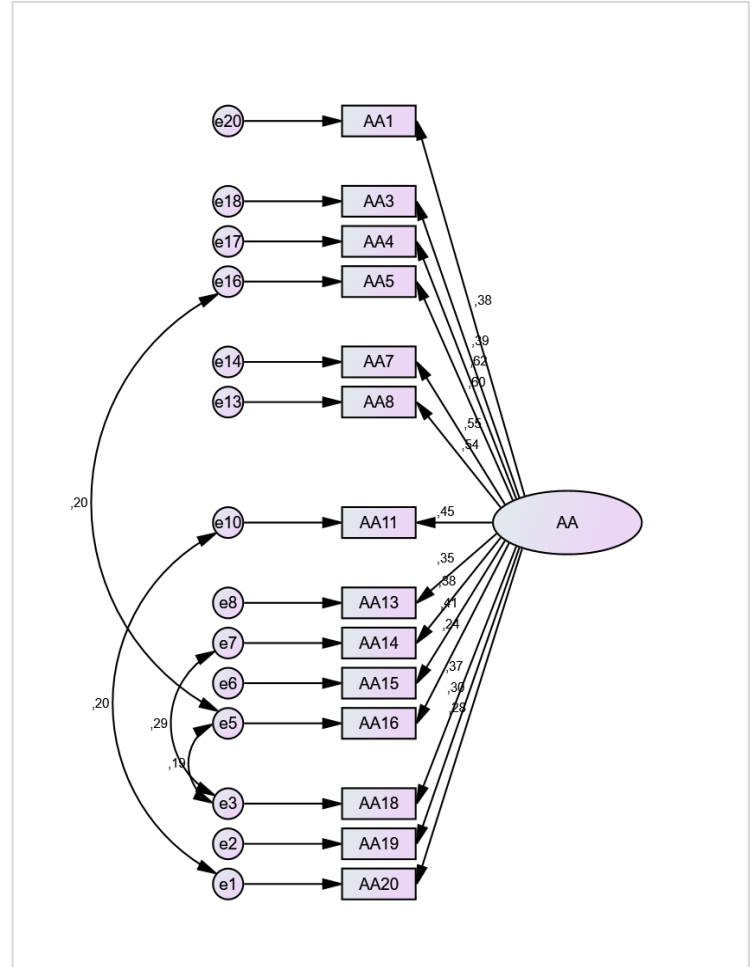 e20 AA1
e18 AA3
e17 AA4
e16 AA5
,38
,39
,62
e14 AA7
,60
e13 AA8
,55
,54
,20
,45
e10 AA11 AA
,35
,38
e8 AA13 ,41
,24
e7 AA14
,37
e6 AA15
,30
,20
,28
,29 e5 AA16
,19
e3 AA18
e2 AA19
e1 AA20